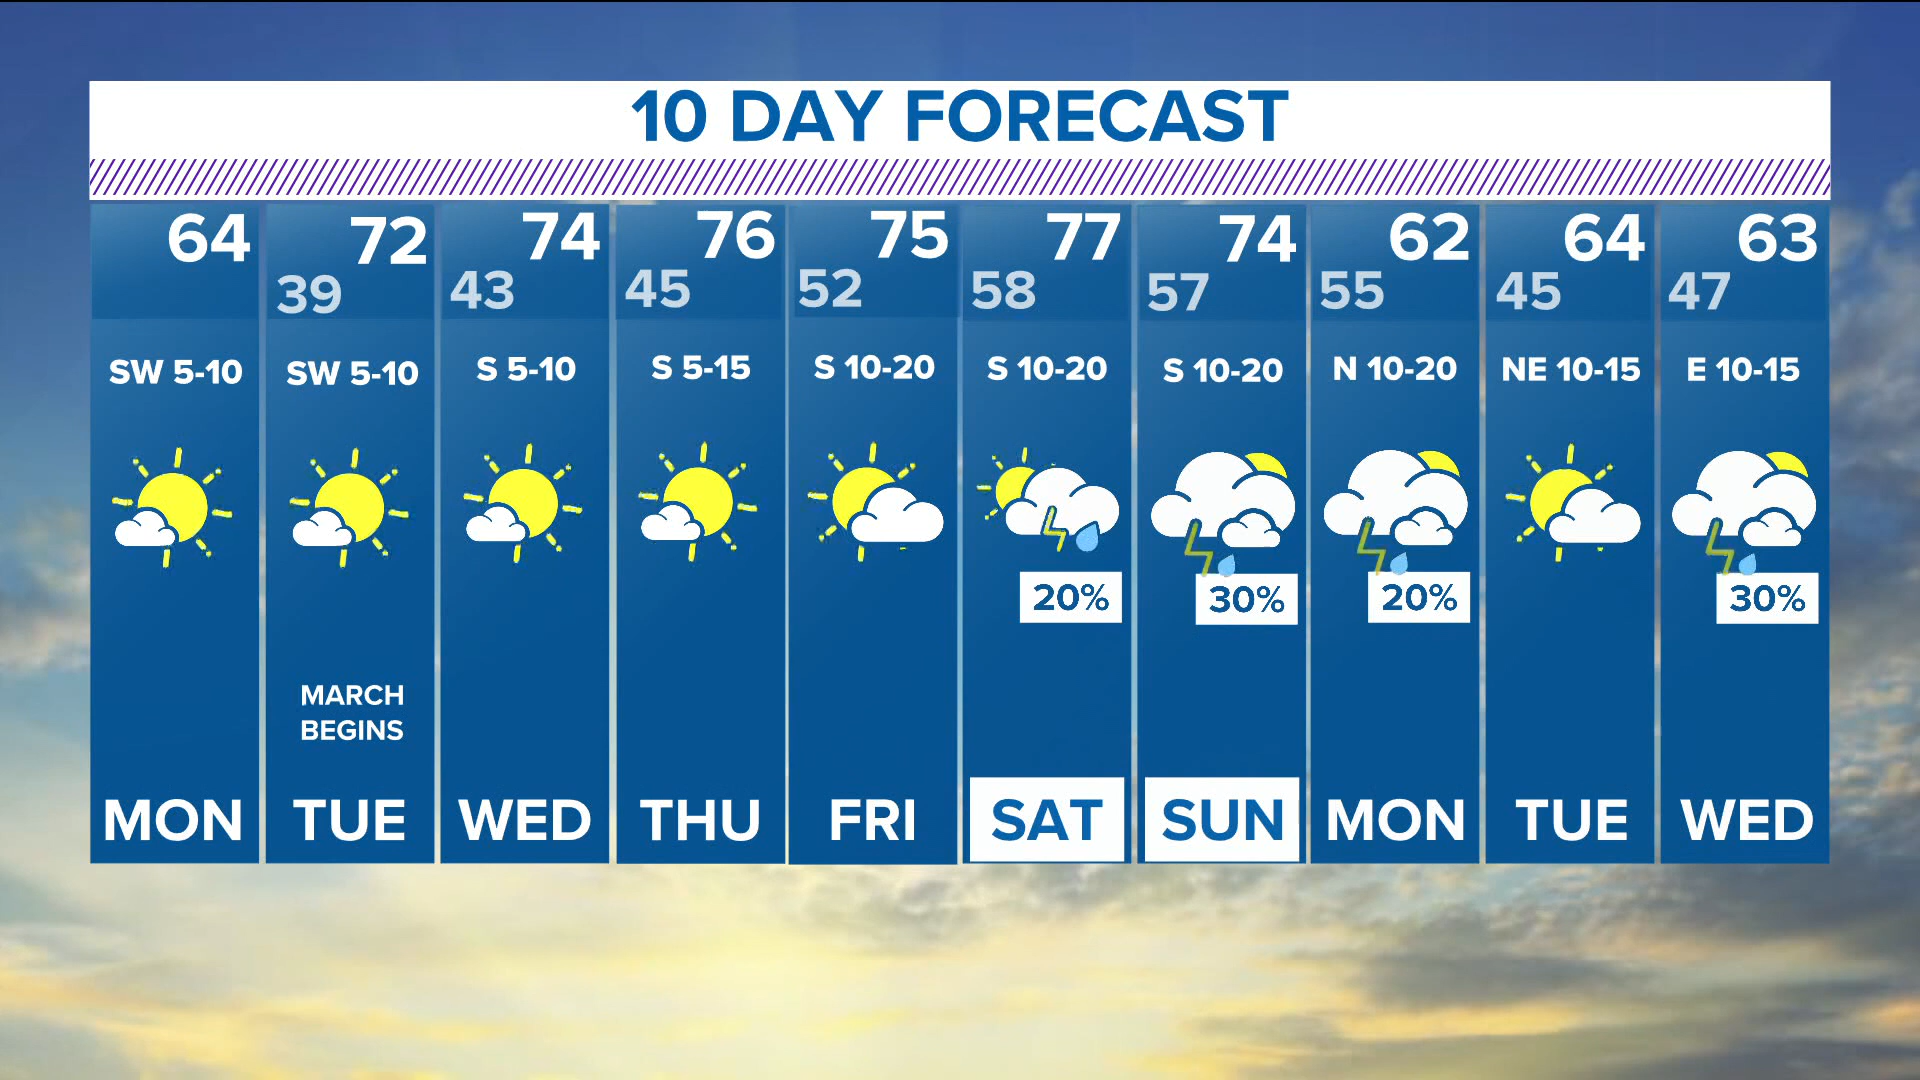 10 DAY FORECAST
64
SW 5-10
MON
72
39
SW 5-10
MARCH
BEGINS
TUE
74
43
S 5-10
WED
76
45
S 5-15
THU
75
52
S 10-20
FRI
77
58
S 10-20
20%
SAT
74
57
S 10-20
30%
SUN
62
55
N 10-20
20%
MON
64
45
NE 10-15
TUE
63
47
E 10-15
30%
WED